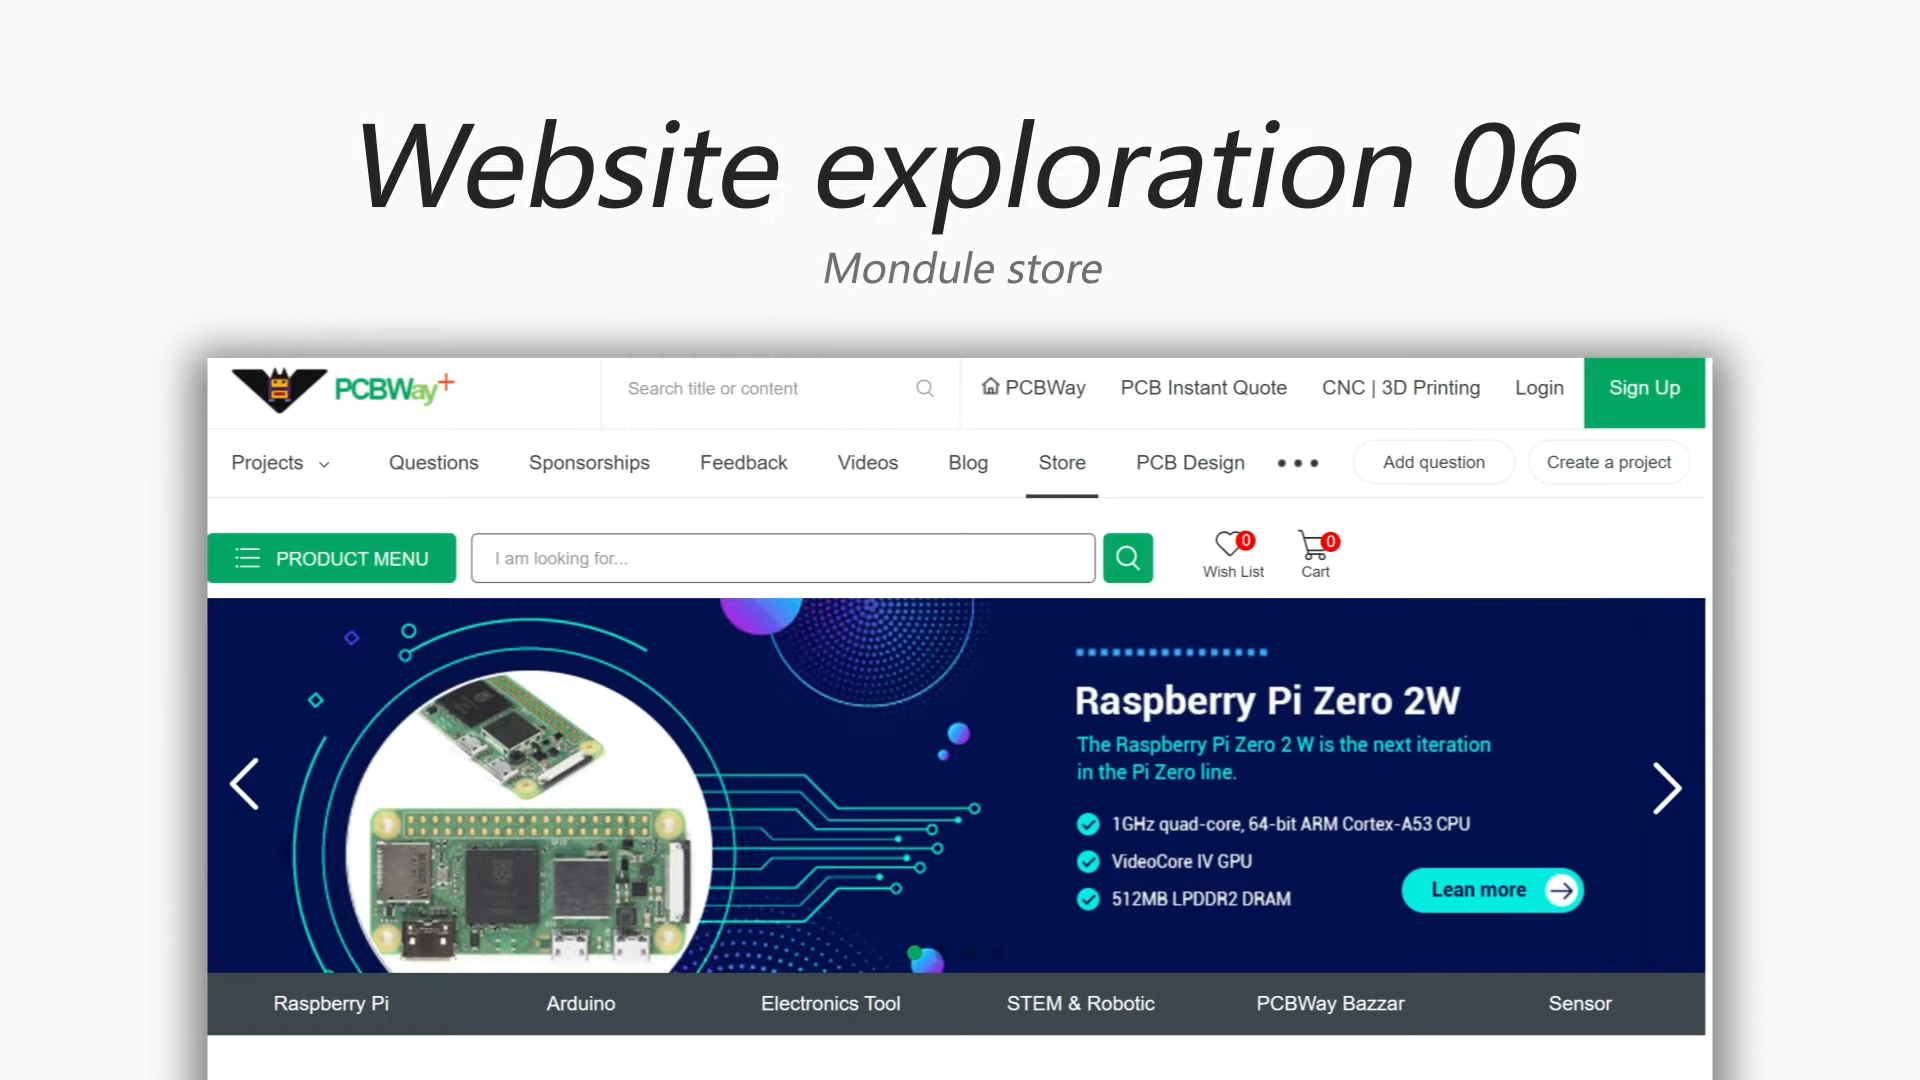 Website exploration 06
Mondule store
PCBWay+
Search title or content
PCBWay
PCB Instant Quote
CNC | 3D Printing
Login
Sign Up
Projects
Questions
Sponsorships
Feedback
Videos
Blog
Store
PCB Design
Add question
Create a project
PRODUCT MENU
I am looking for...
0
Wish List
0
Cart
Raspberry Pi Zero 2W
The Raspberry Pi Zero 2 W is the next iteration
in the Pi Zero line.
1GHz quad-core, 64-bit ARM Cortex-A53 CPU
VideoCore IV GPU
512MB LPDDR2 DRAM
Lean more
Raspberry Pi
Arduino
Electronics Tool
STEM & Robotic
PCBWay Bazzar
Sensor